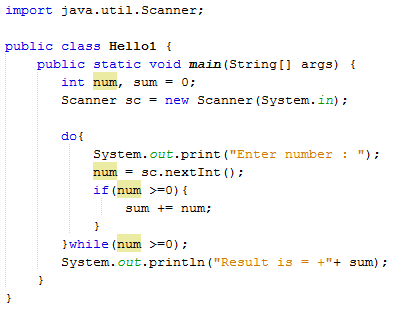 import java.util.Scanner;
public class Hello1 {
public static void main(String[] args) {
int num, sum = 0;
Scanner sc = new Scanner(System.in);
do{
System.out.print("Enter number : ");
num = sc.nextInt();
if(num >=0){
sum += num;
}
}while(num >=0);
System.out.println("Result is = +"+ sum);
}
}